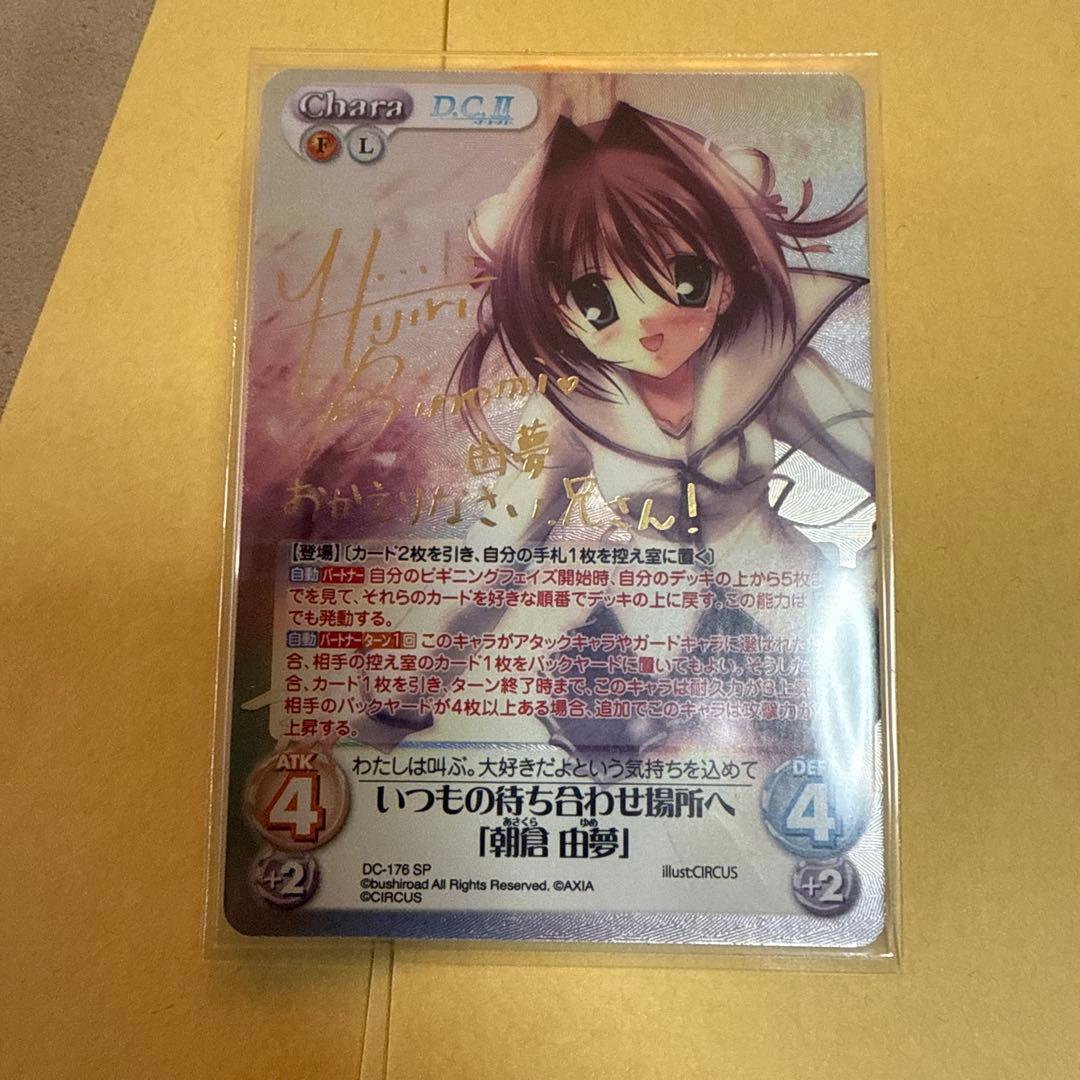 Chara D.C.II
F L
Hijiri
Binomi♡
由夢
おかえりなさい、兄さん!
【登場】〔カード2枚を引き、自分の手札1枚を控え室に置く〕
自動 パートナー 自分のビギニングフェイズ開始時、自分のデッキの上から5枚ま
でを見て、それらのカードを好きな順番でデッキの上に戻す。この能力は
でも発動する。
自動 パートナー ターン1回 このキャラがアタックキャラやガードキャラに選ばれた
合、相手の控え室のカード1枚をバックヤードに置いてもよい。そうした
合、カード1枚を引き、ターン終了時まで、このキャラは耐久力が3上昇
相手のバックヤードが4枚以上ある場合、追加でこのキャラは攻撃力が
上昇する。
わたしは叫ぶ。大好きだよという気持ちを込めて
ATK 4 +2
DEF 4 +2
いつもの待ち合わせ場所へ
あさくら ゆめ
「朝倉 由夢」
DC-176 SP illust:CIRCUS
©bushiroad All Rights Reserved. ©AXIA
©CIRCUS